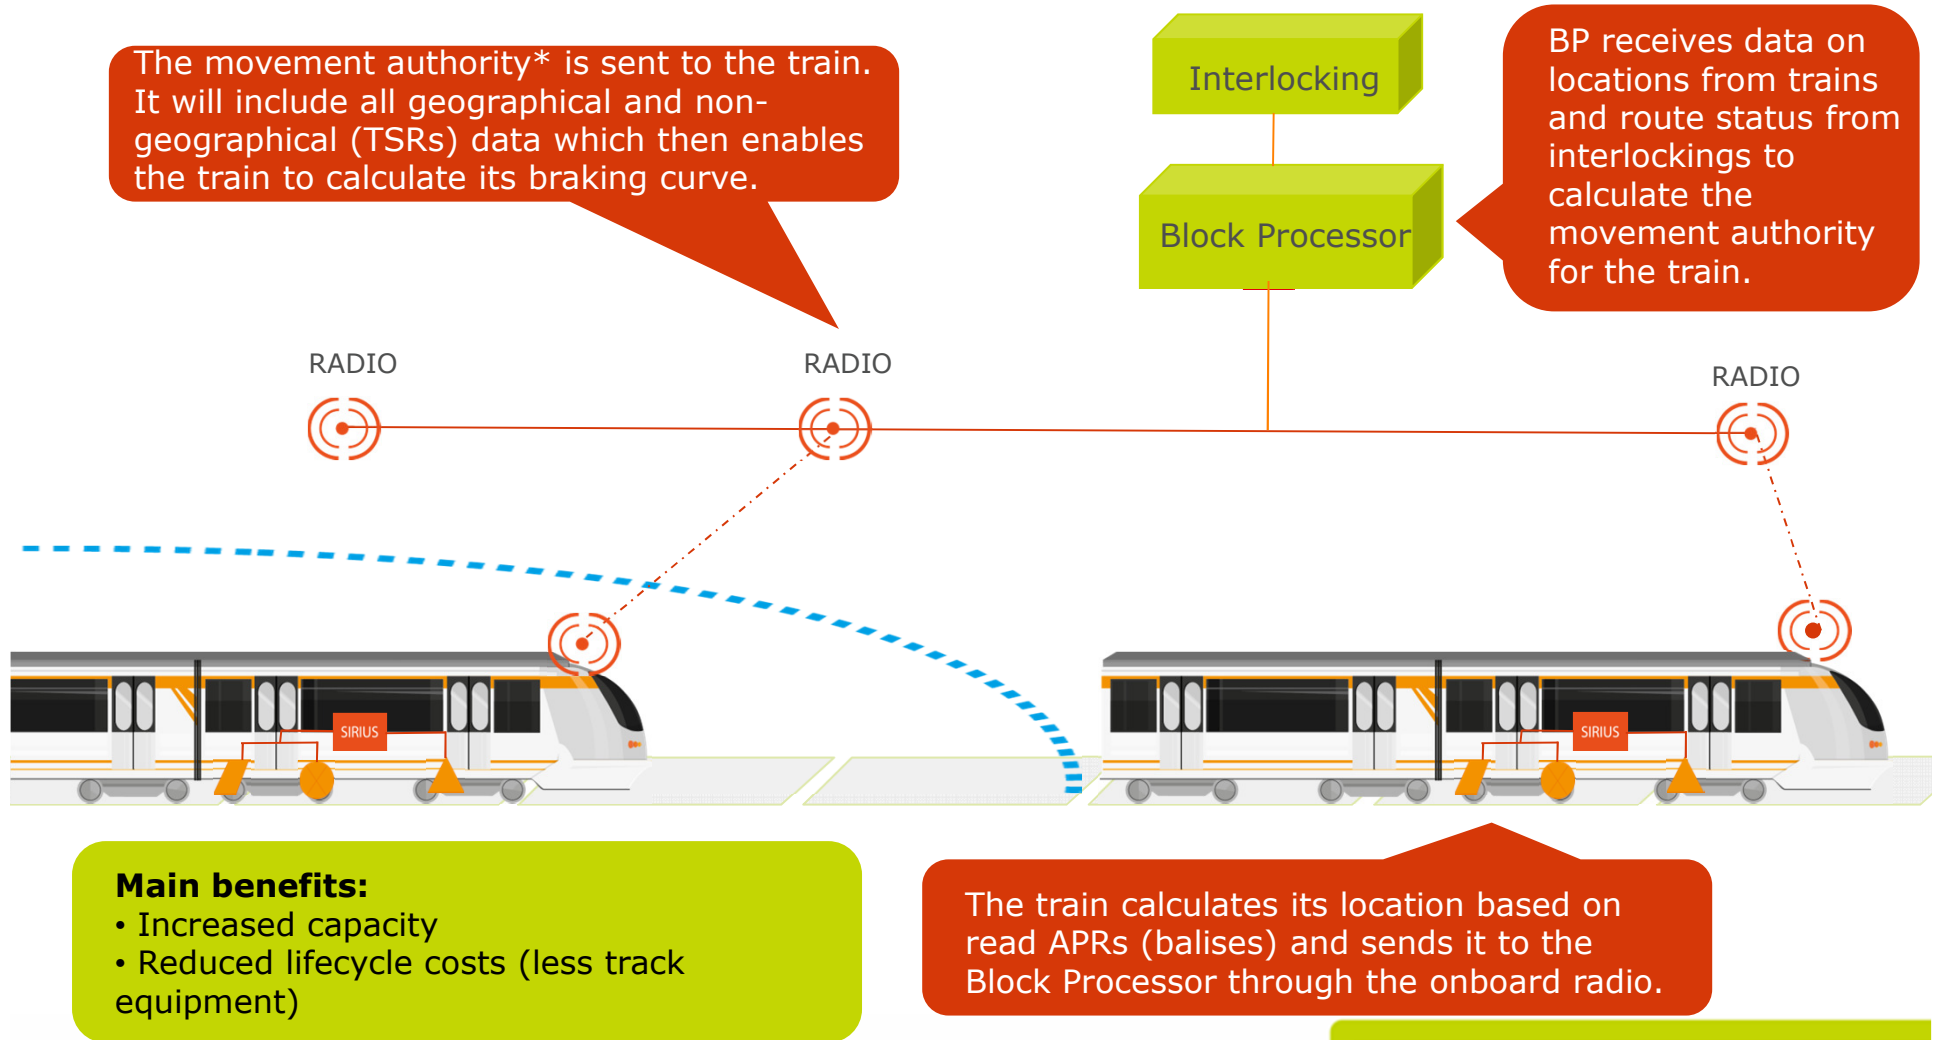 The movement authority* is sent to the train.
It will include all geographical and non-
geographical (TSRs) data which then enables
the train to calculate its braking curve.
Interlocking
Block Processor
BP receives data on
locations from trains
and route status from
interlockings to
calculate the
movement authority
for the train.
RADIO
RADIO
RADIO
SIRIUS
SIRIUS
Main benefits:
• Increased capacity
• Reduced lifecycle costs (less track
equipment)
The train calculates its location based on
read APRs (balises) and sends it to the
Block Processor through the onboard radio.